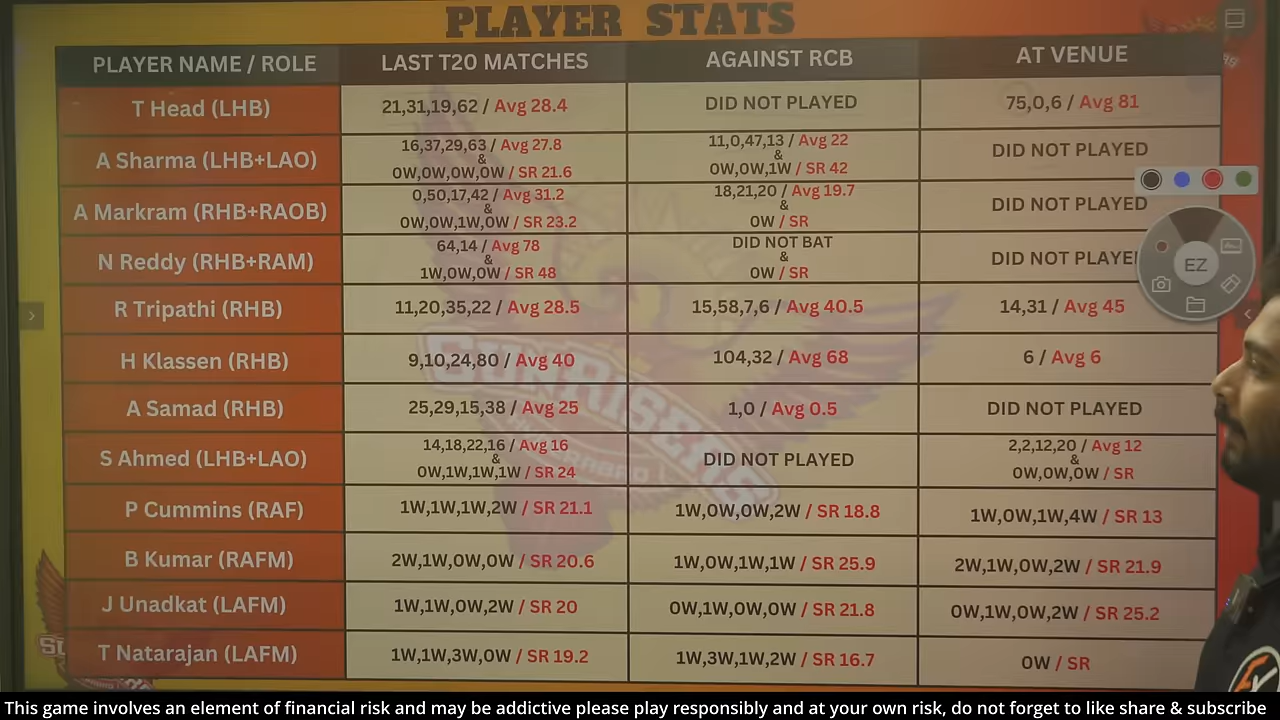 PLAYER STATS
PLAYER NAME / ROLE LAST T20 MATCHES AGAINST RCB AT VENUE
T Head (LHB) 21,31,19,62 / Avg 28.4 DID NOT PLAYED 75,0,6 / Avg 81
A Sharma (LHB+LAO) 16,37,29,63 / Avg 27.8 & 0W,0W,0W,0W / SR 21.6 11,0,47,13 / Avg 22 & 0W,0W,1W / SR 42 DID NOT PLAYED
A Markram (RHB+RAOB) 0,50,17,42 / Avg 31.2 & 0W,0W,1W,0W / SR 23.2 18,21,20 / Avg 19.7 & 0W / SR DID NOT PLAYED
N Reddy (RHB+RAM) 64,14 / Avg 78 & 1W,0W,0W / SR 48 DID NOT BAT & 0W / SR DID NOT PLAYE
R Tripathi (RHB) 11,20,35,22 / Avg 28.5 15,58,7,6 / Avg 40.5 14,31 / Avg 45
H Klassen (RHB) 9,10,24,80 / Avg 40 104,32 / Avg 68 6 / Avg 6
A Samad (RHB) 25,29,15,38 / Avg 25 1,0 / Avg 0.5 DID NOT PLAYED
S Ahmed (LHB+LAO) 14,18,22,16 / Avg 16 & 0W,1W,1W,1W / SR 24 DID NOT PLAYED 2,2,12,20 / Avg 12 & 0W,0W,0W / SR
P Cummins (RAF) 1W,1W,1W,2W / SR 21.1 1W,0W,0W,2W / SR 18.8 1W,0W,1W,4W / SR 13
B Kumar (RAFM) 2W,1W,0W,0W / SR 20.6 1W,0W,1W,1W / SR 25.9 2W,1W,0W,2W / SR 21.9
J Unadkat (LAFM) 1W,1W,0W,2W / SR 20 0W,1W,0W,0W / SR 21.8 0W,1W,0W,2W / SR 25.2
T Natarajan (LAFM) 1W,1W,3W,0W / SR 19.2 1W,3W,1W,2W / SR 16.7 0W / SR
EZ
SUNRISERS
This game involves an element of financial risk and may be addictive please play responsibly and at your own risk, do not forget to like share & subscribe